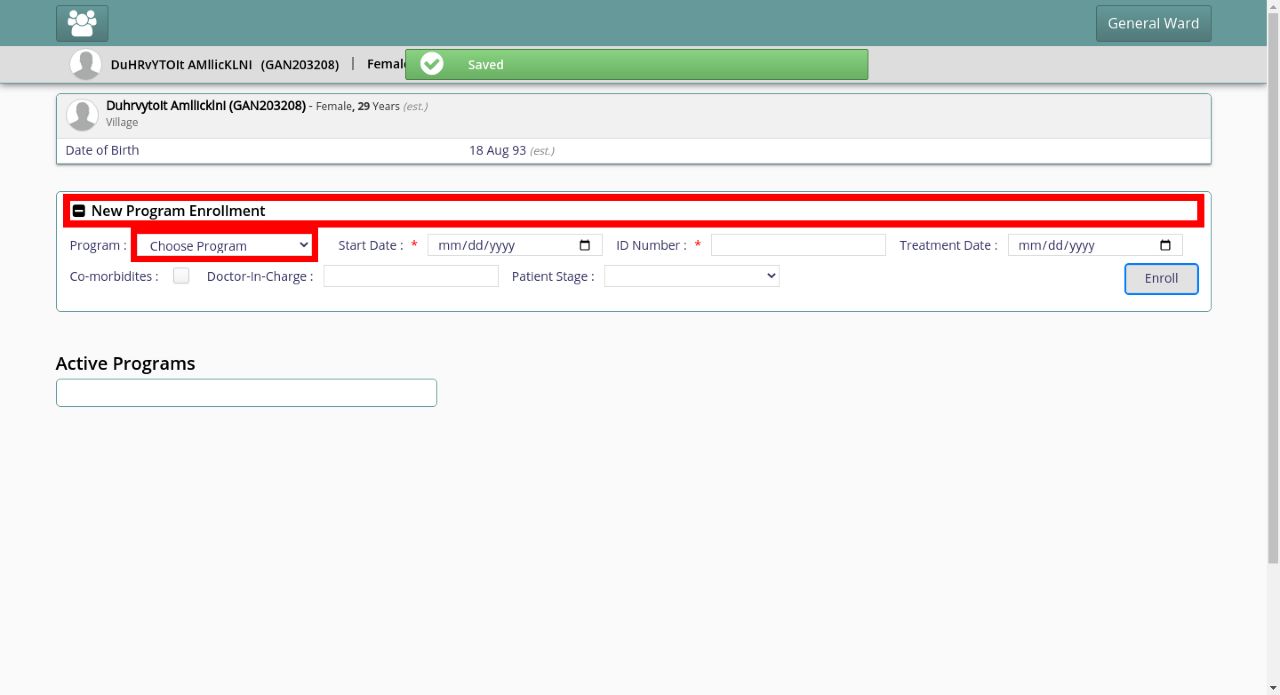 General Ward
DuHRvYTOIt AMllicKLNI (GAN203208) | Female
Saved
Duhrvytoit Amllicklni (GAN203208) - Female, 29 Years (est.)
Village
Date of Birth 18 Aug 93 (est.)
New Program Enrollment
Program : Choose Program Start Date : * mm/dd/yyyy ID Number : * Treatment Date : mm/dd/yyyy
Co-morbidites : Doctor-In-Charge : Patient Stage : Enroll
Active Programs